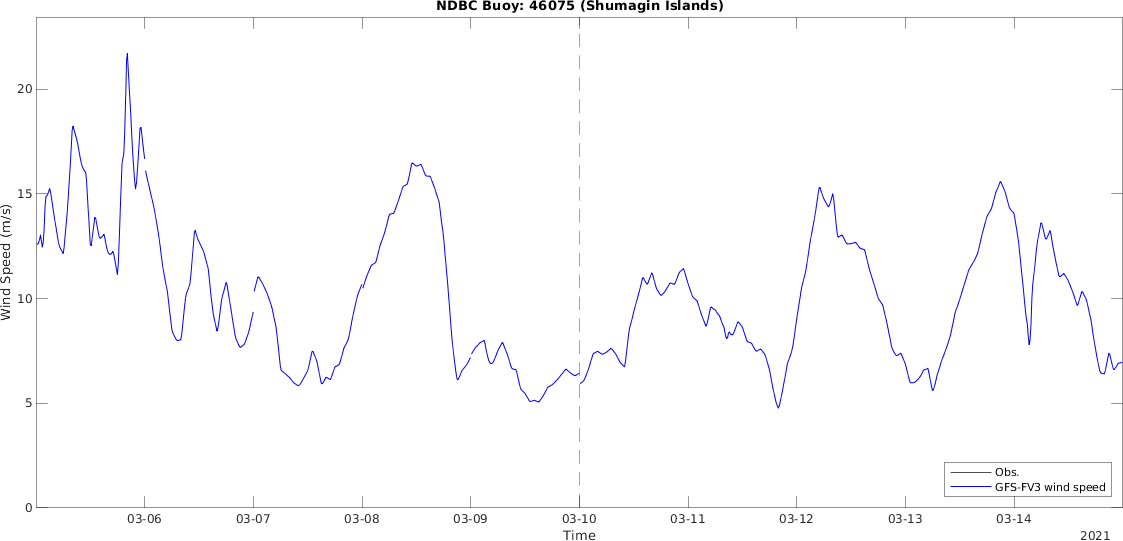 NDBC Buoy: 46075 (Shumagin Islands)
20
15
10
5
0
Wind Speed (m/s)
03-06 03-07 03-08 03-09 03-10 03-11 03-12 03-13 03-14
Time
2021
Obs.
GFS-FV3 wind speed